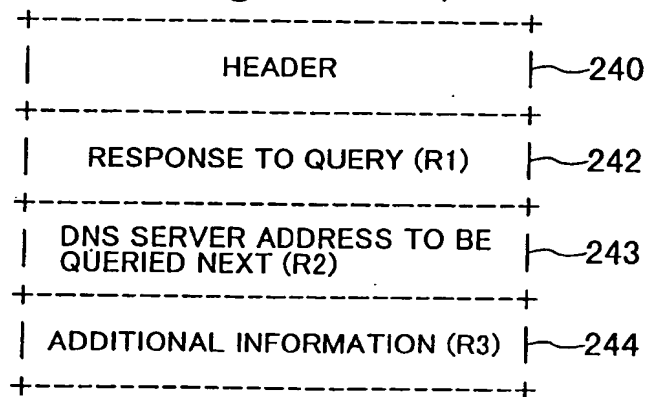 HEADER 240
RESPONSE TO QUERY (R1) 242
DNS SERVER ADDRESS TO BE
QUERIED NEXT (R2) 243
ADDITIONAL INFORMATION (R3) 244